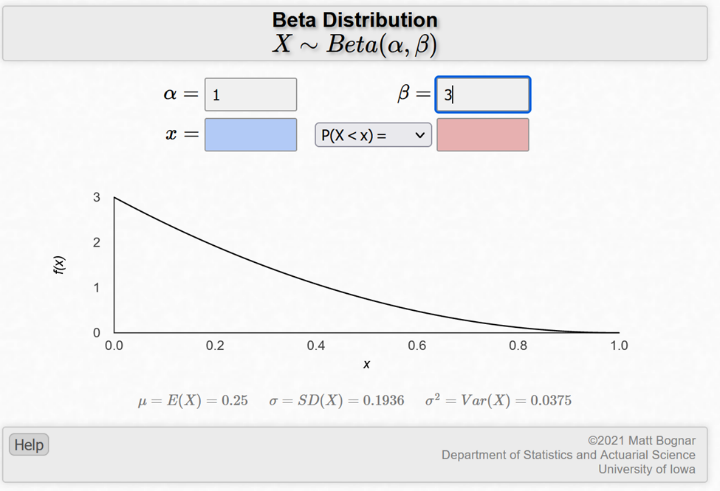 Beta Distribution
X ∼ Beta(α, β)
α = 1 β = 3
x = P(X < x) =
3
2
1
0
f(x)
0.0 0.2 0.4 0.6 0.8 1.0
x
μ = E(X) = 0.25 σ = SD(X) = 0.1936 σ² = Var(X) = 0.0375
Help
©2021 Matt Bognar
Department of Statistics and Actuarial Science
University of Iowa